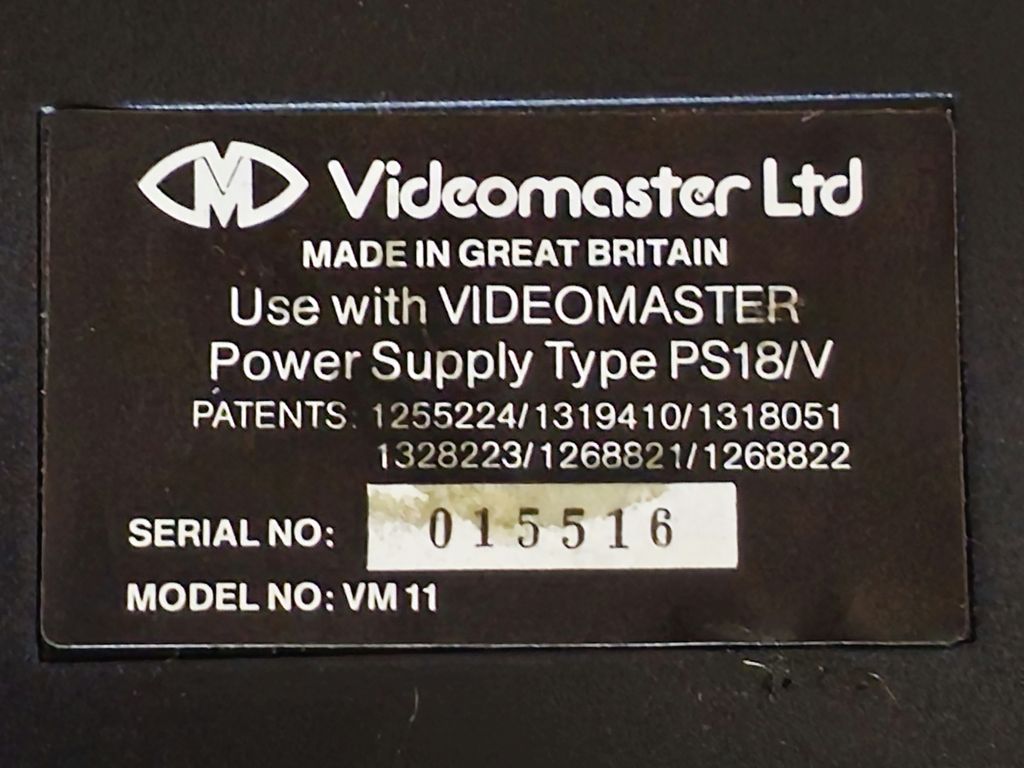 Videomaster Ltd
MADE IN GREAT BRITAIN
Use with VIDEOMASTER
Power Supply Type PS18/V
PATENTS: 1255224/1319410/1318051
1328223/1268821/1268822
SERIAL NO: 015516
MODEL NO: VM 11